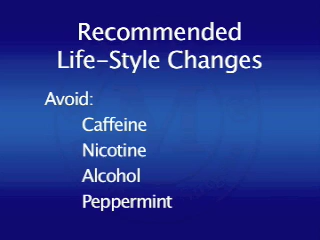 Recommended
Life-Style Changes
Avoid:
Caffeine
Nicotine
Alcohol
Peppermint